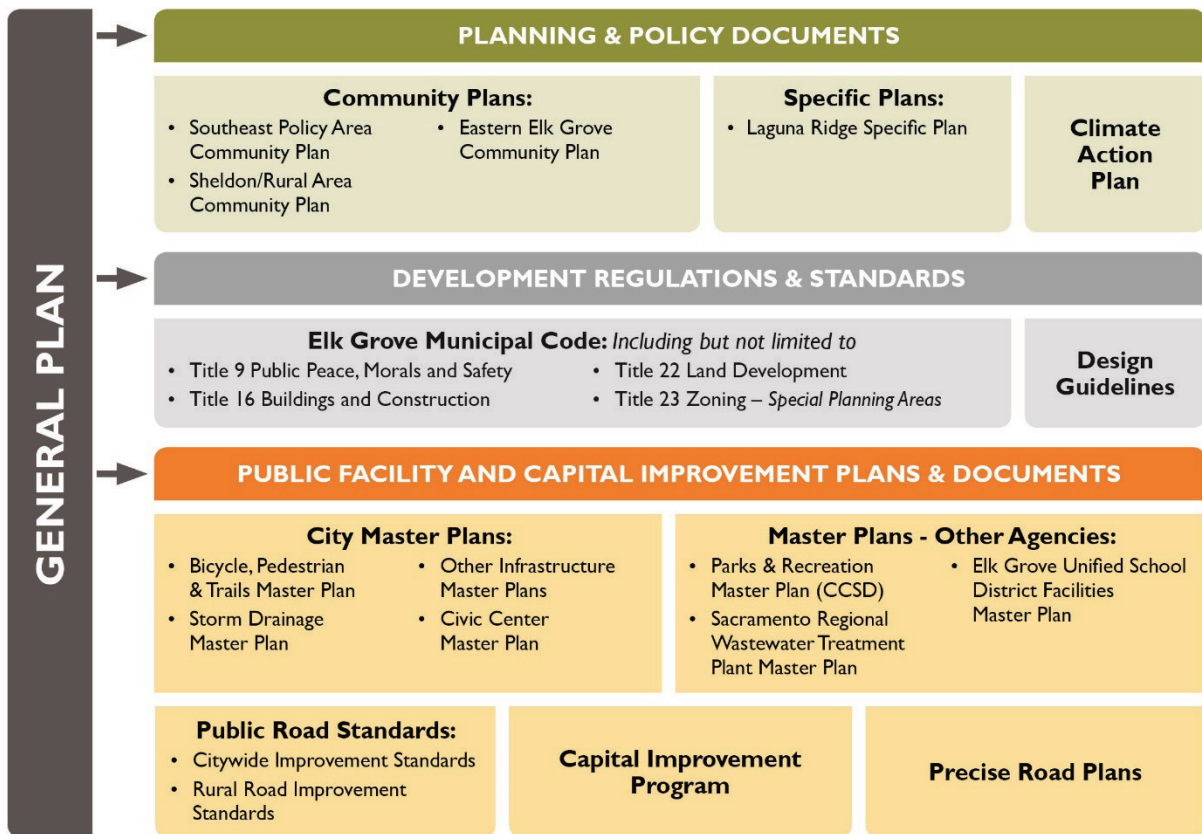 GENERAL PLAN
PLANNING & POLICY DOCUMENTS
Community Plans:
• Southeast Policy Area
Community Plan
• Sheldon/Rural Area
Community Plan
• Eastern Elk Grove
Community Plan
Specific Plans:
• Laguna Ridge Specific Plan
Climate
Action
Plan
DEVELOPMENT REGULATIONS & STANDARDS
Elk Grove Municipal Code: Including but not limited to
• Title 9 Public Peace, Morals and Safety
• Title 16 Buildings and Construction
• Title 22 Land Development
• Title 23 Zoning – Special Planning Areas
Design
Guidelines
PUBLIC FACILITY AND CAPITAL IMPROVEMENT PLANS & DOCUMENTS
City Master Plans:
• Bicycle, Pedestrian
& Trails Master Plan
• Storm Drainage
Master Plan
• Other Infrastructure
Master Plans
• Civic Center
Master Plan
Master Plans - Other Agencies:
• Parks & Recreation
Master Plan (CCSD)
• Sacramento Regional
Wastewater Treatment
Plant Master Plan
• Elk Grove Unified School
District Facilities
Master Plan
Public Road Standards:
• Citywide Improvement Standards
• Rural Road Improvement
Standards
Capital Improvement
Program
Precise Road Plans